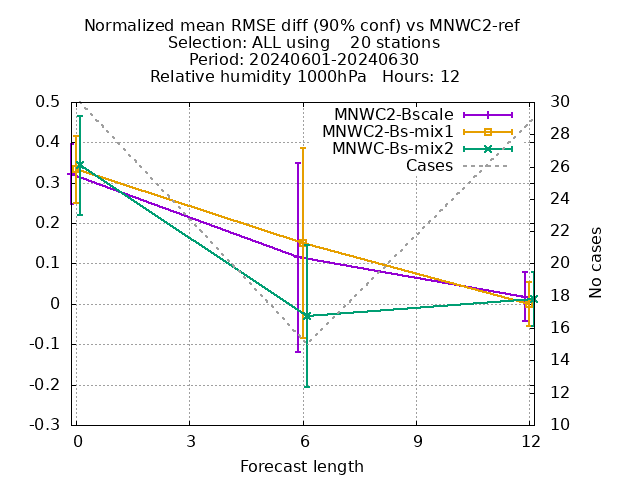 Normalized mean RMSE diff (90% conf) vs MNWC2-ref
Selection: ALL using    20 stations
Period: 20240601-20240630
Relative humidity 1000hPa   Hours: 12
MNWC2-Bscale
MNWC2-Bs-mix1
MNWC-Bs-mix2
Cases
0.5
0.4
0.3
0.2
0.1
0
-0.1
-0.2
-0.3
30
28
26
24
22
20
18
16
14
12
10
No cases
0 3 6 9 12
Forecast length